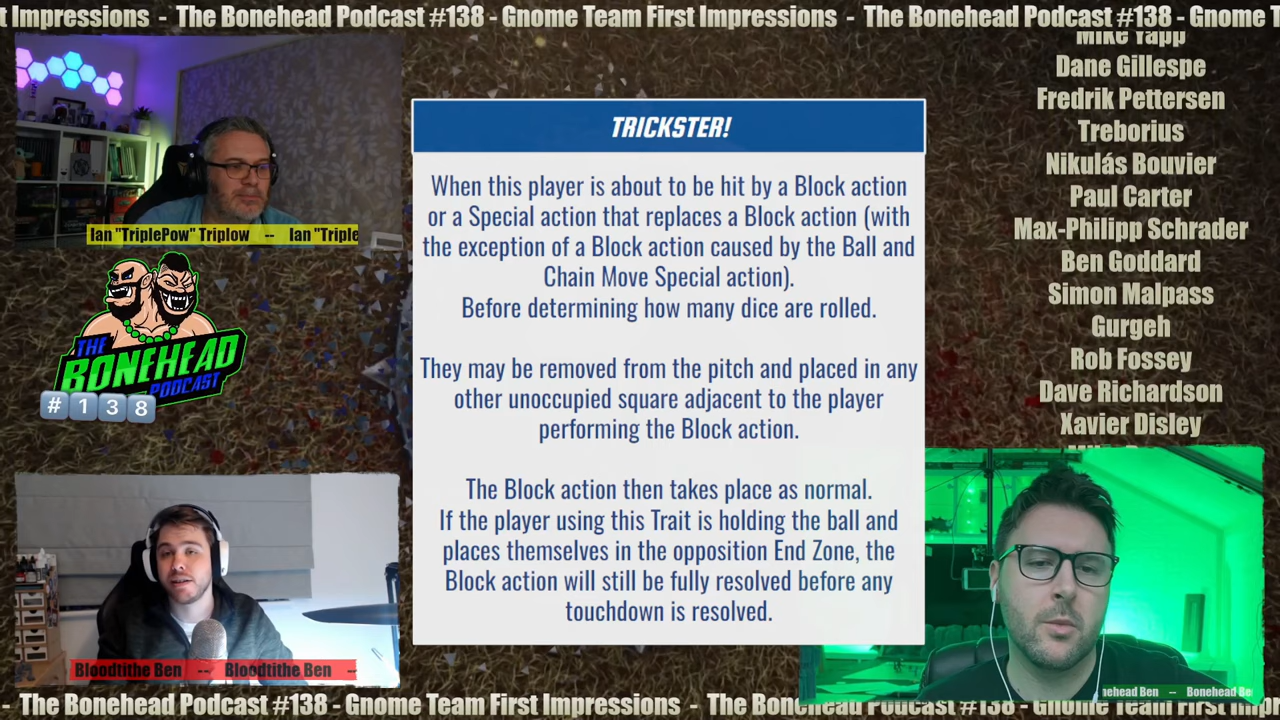 t Impressions - The Bonehead Podcast #138 - Gnome Team First Impressions - The Bonehead Podcast #138 - Gnome T
Mike Yapp
Dane Gillespe
Fredrik Pettersen
Treborius
Nikulás Bouvier
Paul Carter
Max-Philipp Schrader
Ben Goddard
Simon Malpass
Gurgeh
Rob Fossey
Dave Richardson
Xavier Disley
TRICKSTER!
When this player is about to be hit by a Block action
or a Special action that replaces a Block action (with
the exception of a Block action caused by the Ball and
Chain Move Special action).
Before determining how many dice are rolled.
They may be removed from the pitch and placed in any
other unoccupied square adjacent to the player
performing the Block action.
The Block action then takes place as normal.
If the player using this Trait is holding the ball and
places themselves in the opposition End Zone, the
Block action will still be fully resolved before any
touchdown is resolved.
Ian "TriplePow" Triplow -- Ian "Triple
THE
BONEHEAD
PODCAST
#138
Bloodtithe Ben -- Bloodtithe Ben --
nehead Ben -- Bonehead Be
- The Bonehead Podcast #138 - Gnome Team First Impressions - The Bonehead Podcast #138 - Gnome Team First Imp